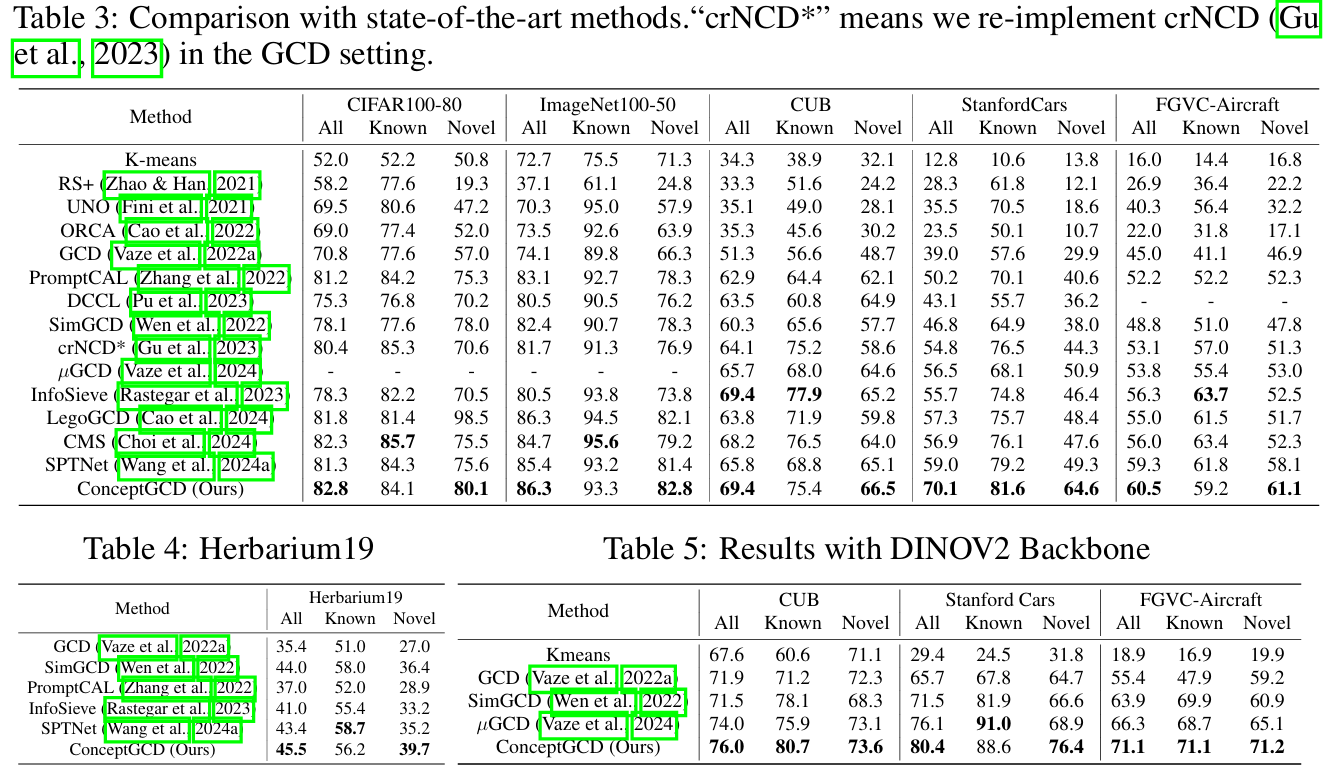 Table 3: Comparison with state-of-the-art methods.“crNCD*” means we re-implement crNCD (Gu
et al., 2023) in the GCD setting.
Method CIFAR100-80 ImageNet100-50 CUB StanfordCars FGVC-Aircraft
All Known Novel All Known Novel All Known Novel All Known Novel All Known Novel
K-means 52.0 52.2 50.8 72.7 75.5 71.3 34.3 38.9 32.1 12.8 10.6 13.8 16.0 14.4 16.8
RS+ (Zhao & Han, 2021) 58.2 77.6 19.3 37.1 61.1 24.8 33.3 51.6 24.2 28.3 61.8 12.1 26.9 36.4 22.2
UNO (Fini et al., 2021) 69.5 80.6 47.2 70.3 95.0 57.9 35.1 49.0 28.1 35.5 70.5 18.6 40.3 56.4 32.2
ORCA (Cao et al., 2022) 69.0 77.4 52.0 73.5 92.6 63.9 35.3 45.6 30.2 23.5 50.1 10.7 22.0 31.8 17.1
GCD (Vaze et al., 2022a) 70.8 77.6 57.0 74.1 89.8 66.3 51.3 56.6 48.7 39.0 57.6 29.9 45.0 41.1 46.9
PromptCAL (Zhang et al., 2022) 81.2 84.2 75.3 83.1 92.7 78.3 62.9 64.4 62.1 50.2 70.1 40.6 52.2 52.2 52.3
DCCL (Pu et al., 2023) 75.3 76.8 70.2 80.5 90.5 76.2 63.5 60.8 64.9 43.1 55.7 36.2 - - -
SimGCD (Wen et al., 2022) 78.1 77.6 78.0 82.4 90.7 78.3 60.3 65.6 57.7 46.8 64.9 38.0 48.8 51.0 47.8
crNCD* (Gu et al., 2023) 80.4 85.3 70.6 81.7 91.3 76.9 64.1 75.2 58.6 54.8 76.5 44.3 53.1 57.0 51.3
μGCD (Vaze et al., 2024) - - - - - - 65.7 68.0 64.6 56.5 68.1 50.9 53.8 55.4 53.0
InfoSieve (Rastegar et al., 2023) 78.3 82.2 70.5 80.5 93.8 73.8 69.4 77.9 65.2 55.7 74.8 46.4 56.3 63.7 52.5
LegoGCD (Cao et al., 2024) 81.8 81.4 98.5 86.3 94.5 82.1 63.8 71.9 59.8 57.3 75.7 48.4 55.0 61.5 51.7
CMS (Choi et al., 2024) 82.3 85.7 75.5 84.7 95.6 79.2 68.2 76.5 64.0 56.9 76.1 47.6 56.0 63.4 52.3
SPTNet (Wang et al., 2024a) 81.3 84.3 75.6 85.4 93.2 81.4 65.8 68.8 65.1 59.0 79.2 49.3 59.3 61.8 58.1
ConceptGCD (Ours) 82.8 84.1 80.1 86.3 93.3 82.8 69.4 75.4 66.5 70.1 81.6 64.6 60.5 59.2 61.1
Table 4: Herbarium19
Method Herbarium19
All Known Novel
GCD (Vaze et al., 2022a) 35.4 51.0 27.0
SimGCD (Wen et al., 2022) 44.0 58.0 36.4
PromptCAL (Zhang et al., 2022) 37.0 52.0 28.9
InfoSieve (Rastegar et al., 2023) 41.0 55.4 33.2
SPTNet (Wang et al., 2024a) 43.4 58.7 35.2
ConceptGCD (Ours) 45.5 56.2 39.7
Table 5: Results with DINOV2 Backbone
Method CUB Stanford Cars FGVC-Aircraft
All Known Novel All Known Novel All Known Novel
Kmeans 67.6 60.6 71.1 29.4 24.5 31.8 18.9 16.9 19.9
GCD (Vaze et al., 2022a) 71.9 71.2 72.3 65.7 67.8 64.7 55.4 47.9 59.2
SimGCD (Wen et al., 2022) 71.5 78.1 68.3 71.5 81.9 66.6 63.9 69.9 60.9
μGCD (Vaze et al., 2024) 74.0 75.9 73.1 76.1 91.0 68.9 66.3 68.7 65.1
ConceptGCD (Ours) 76.0 80.7 73.6 80.4 88.6 76.4 71.1 71.1 71.2